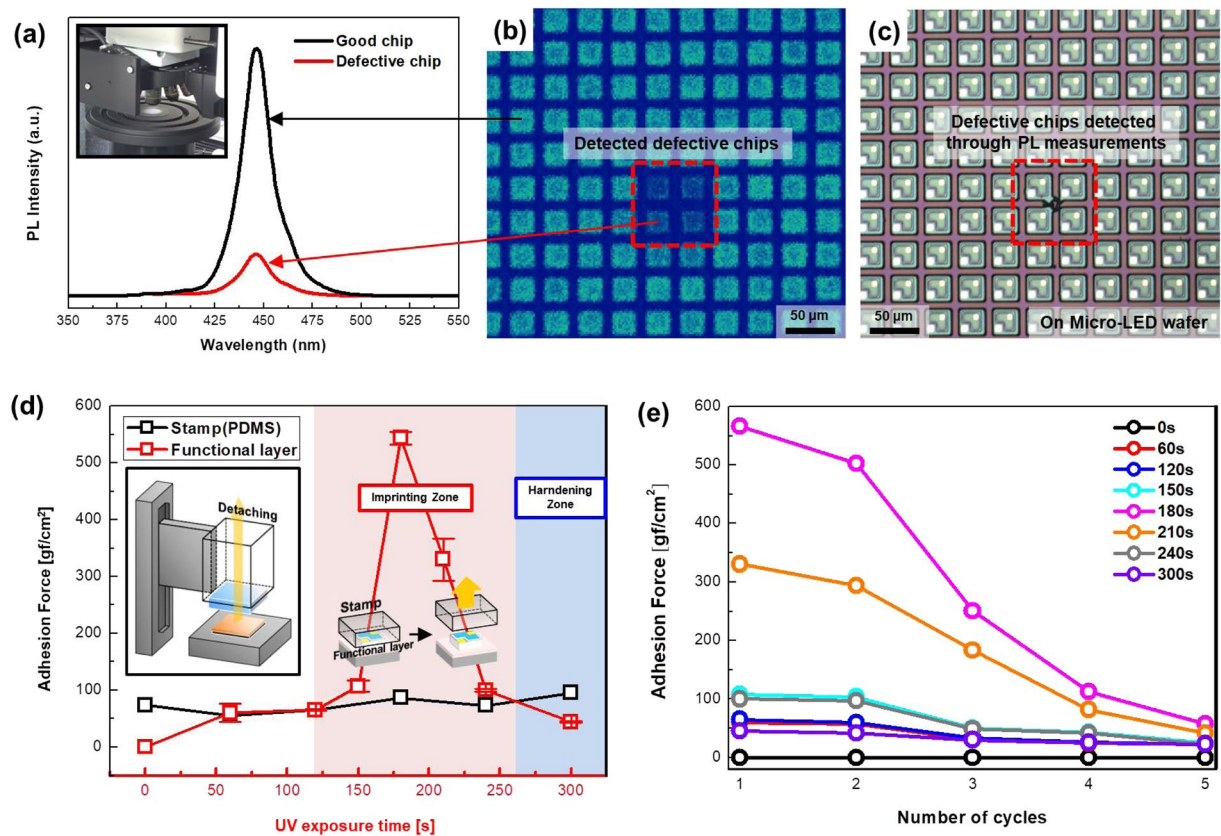 (a)
Good chip
Defective chip
PL Intensity (a.u.)
350 375 400 425 450 475 500 525 550
Wavelength (nm)
(b)
Detected defective chips
50 µm
(c)
Defective chips detected
through PL measurements
50 µm
On Micro-LED wafer
(d)
Stamp(PDMS)
Functional layer
Detaching
Imprinting Zone
Harndening
Zone
Stamp
Functional layer
Adhesion Force [gf/cm²]
600
500
400
300
200
100
0
0 50 100 150 200 250 300
UV exposure time [s]
(e)
0s
60s
120s
150s
180s
210s
240s
300s
Adhesion Force [gf/cm²]
600
500
400
300
200
100
0
1 2 3 4 5
Number of cycles